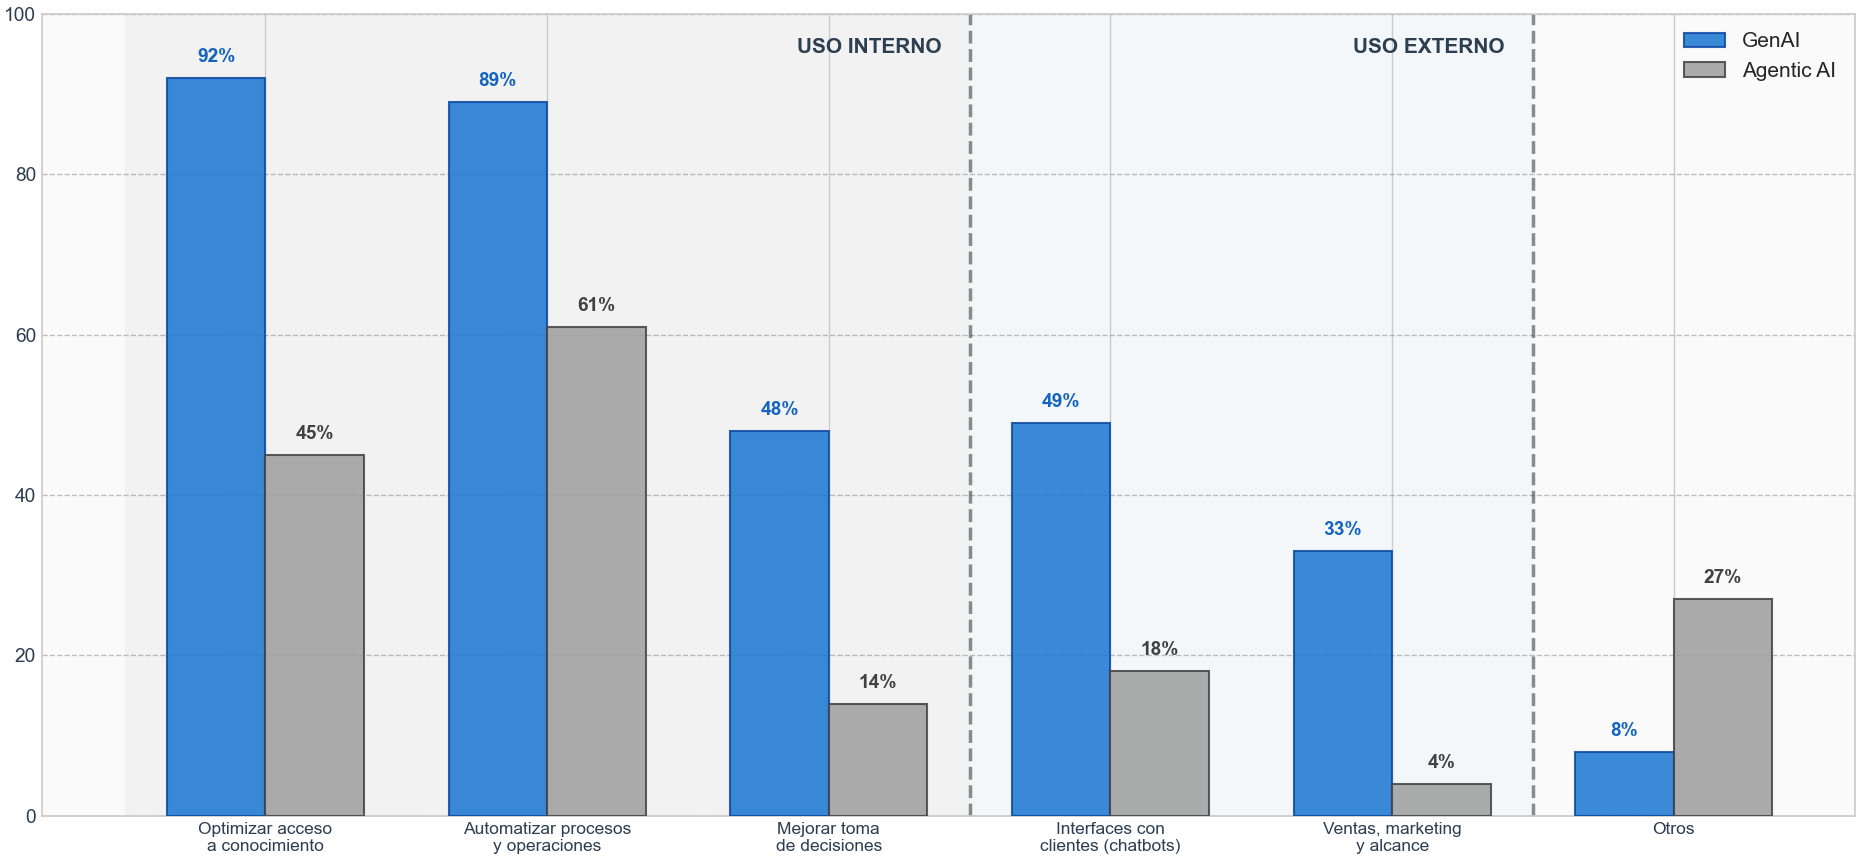 100
80
60
40
20
0
USO INTERNO
USO EXTERNO
GenAI
Agentic AI
92%
45%
89%
61%
48%
14%
49%
18%
33%
4%
8%
27%
Optimizar acceso
a conocimiento
Automatizar procesos
y operaciones
Mejorar toma
de decisiones
Interfaces con
clientes (chatbots)
Ventas, marketing
y alcance
Otros